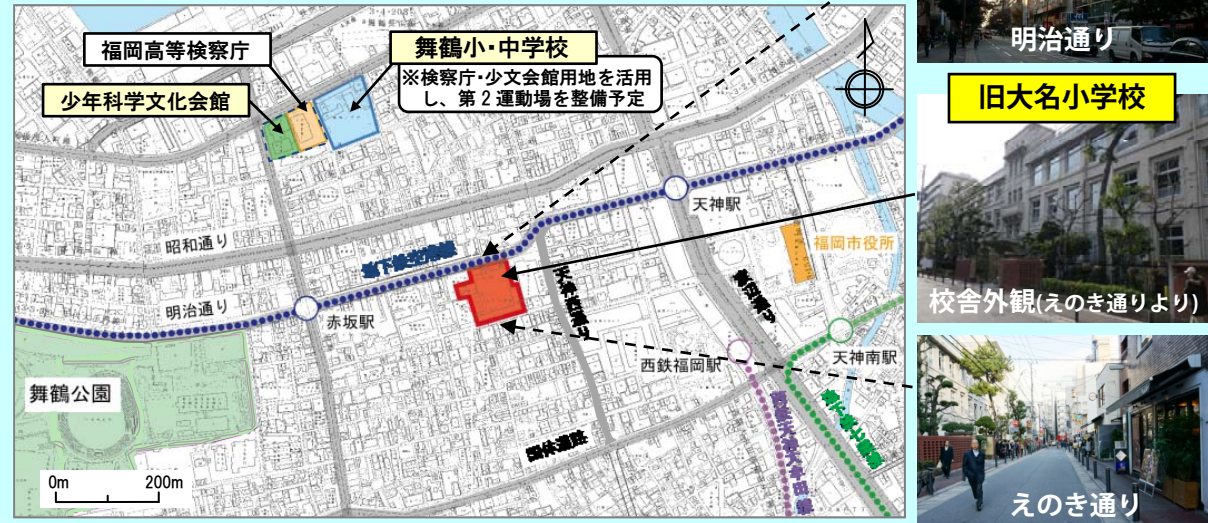 福岡高等検察庁
舞鶴小・中学校
※検察庁・少文会館用地を活用
し、第2運動場を整備予定
少年科学文化会館
明治通り
旧大名小学校
天神駅
福岡市役所
昭和通り
地下鉄空港線
天神西通り
渡辺通り
明治通り
赤坂駅
校舎外観(えのき通りより)
西鉄福岡駅
天神南駅
舞鶴公園
国体道路
西鉄天神大牟田線
地下鉄七隈線
0m 200m
えのき通り